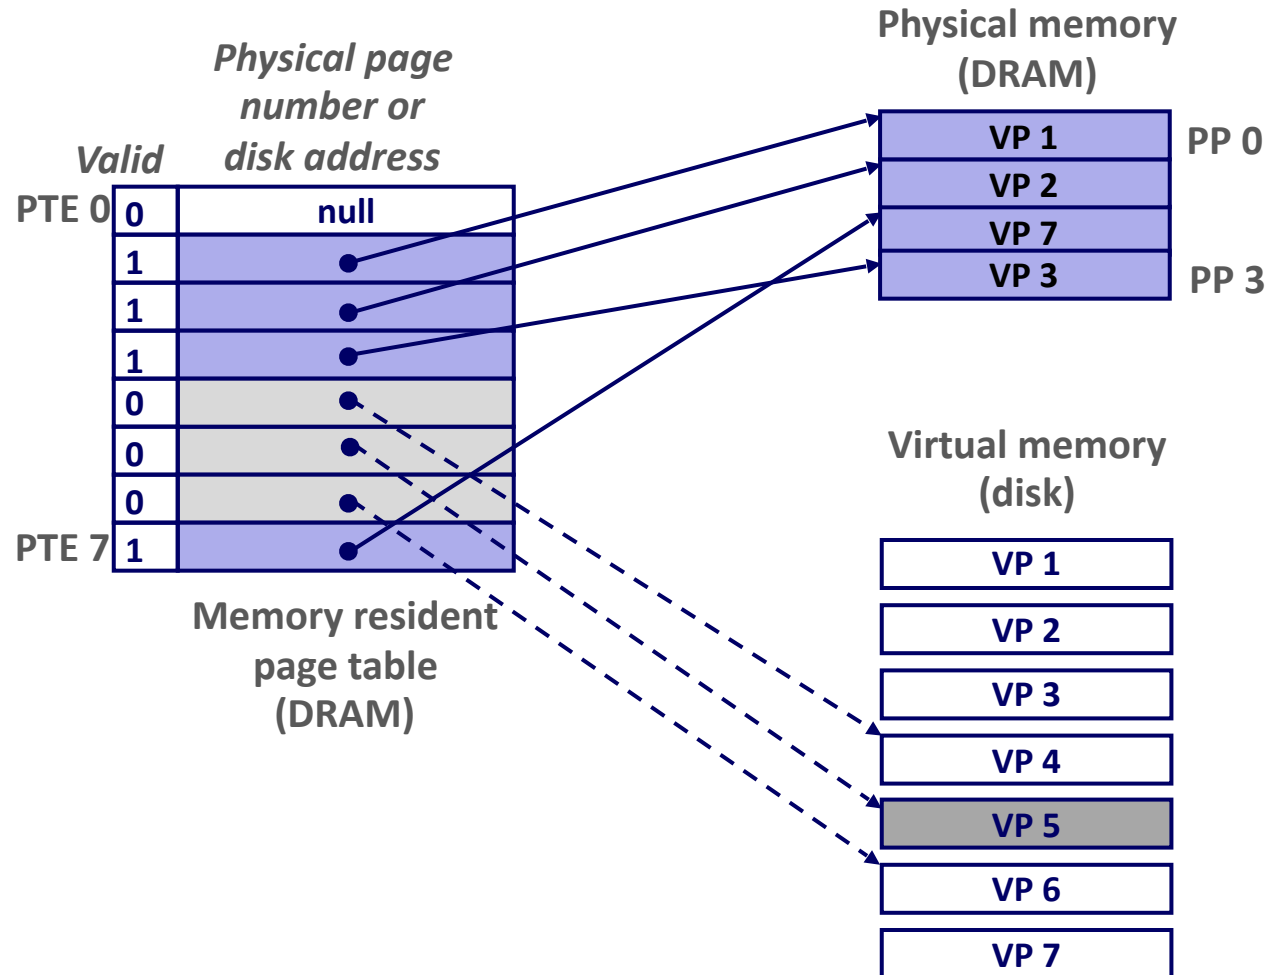 Physical page
number or
disk address
Valid
PTE 0
0
null
1
1
1
0
0
0
PTE 7
1
Memory resident
page table
(DRAM)
Physical memory
(DRAM)
VP 1
PP 0
VP 2
VP 7
VP 3
PP 3
Virtual memory
(disk)
VP 1
VP 2
VP 3
VP 4
VP 5
VP 6
VP 7